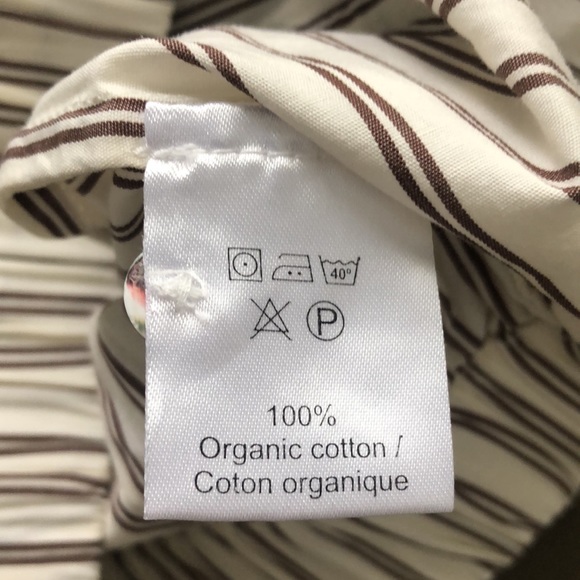 40°
P
100%
Organic cotton /
Coton organique